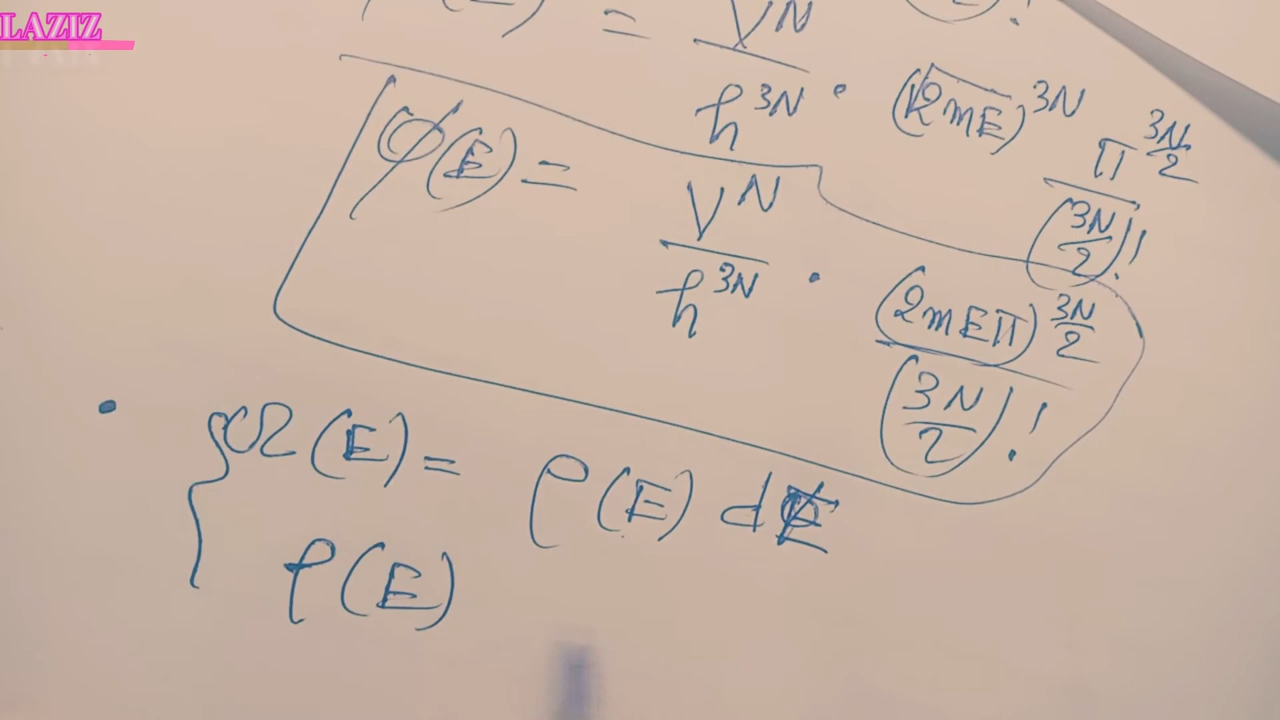 LAZIZ
= V^N / h^3N · (√2mE)^3N π^(3N/2) / (3N/2)!
φ(E) = V^N / h^3N · (2mEπ)^(3N/2) / (3N/2)!
• { Ω(E) = ρ(E) dE
ρ(E)